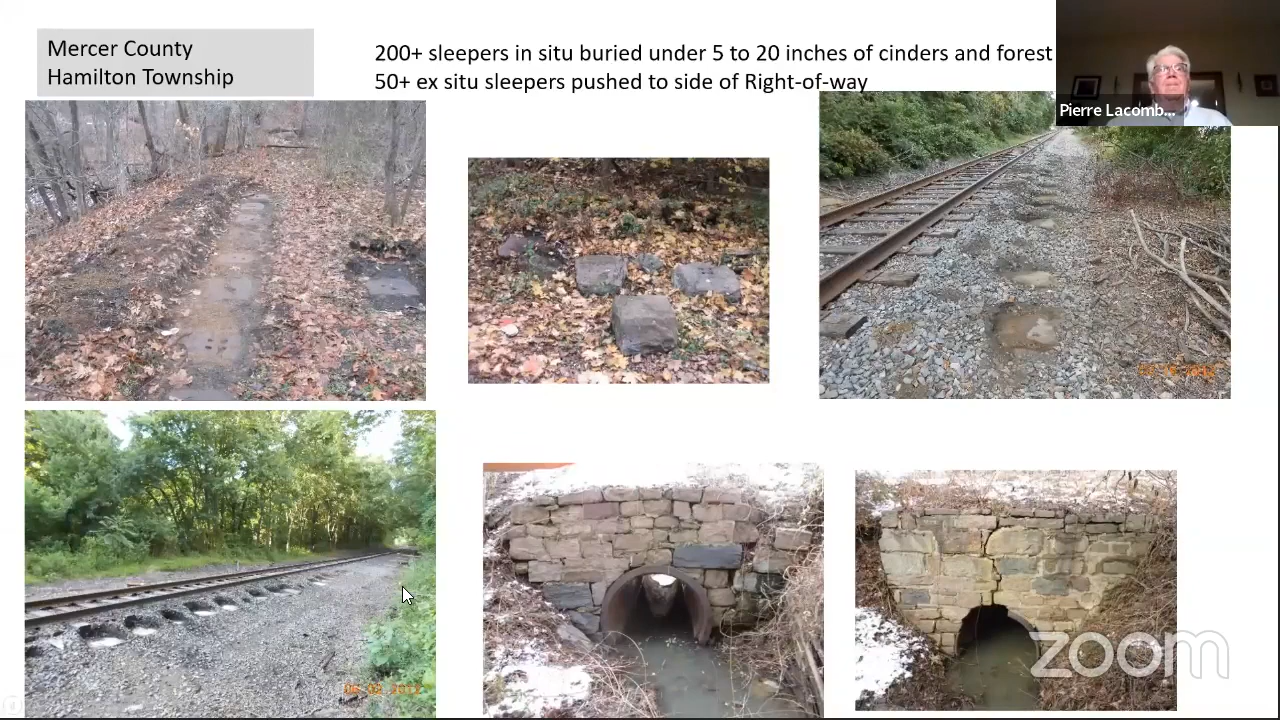 Mercer County
Hamilton Township
200+ sleepers in situ buried under 5 to 20 inches of cinders and forest
50+ ex situ sleepers pushed to side of Right-of-way
Pierre Lacomb...
zoom